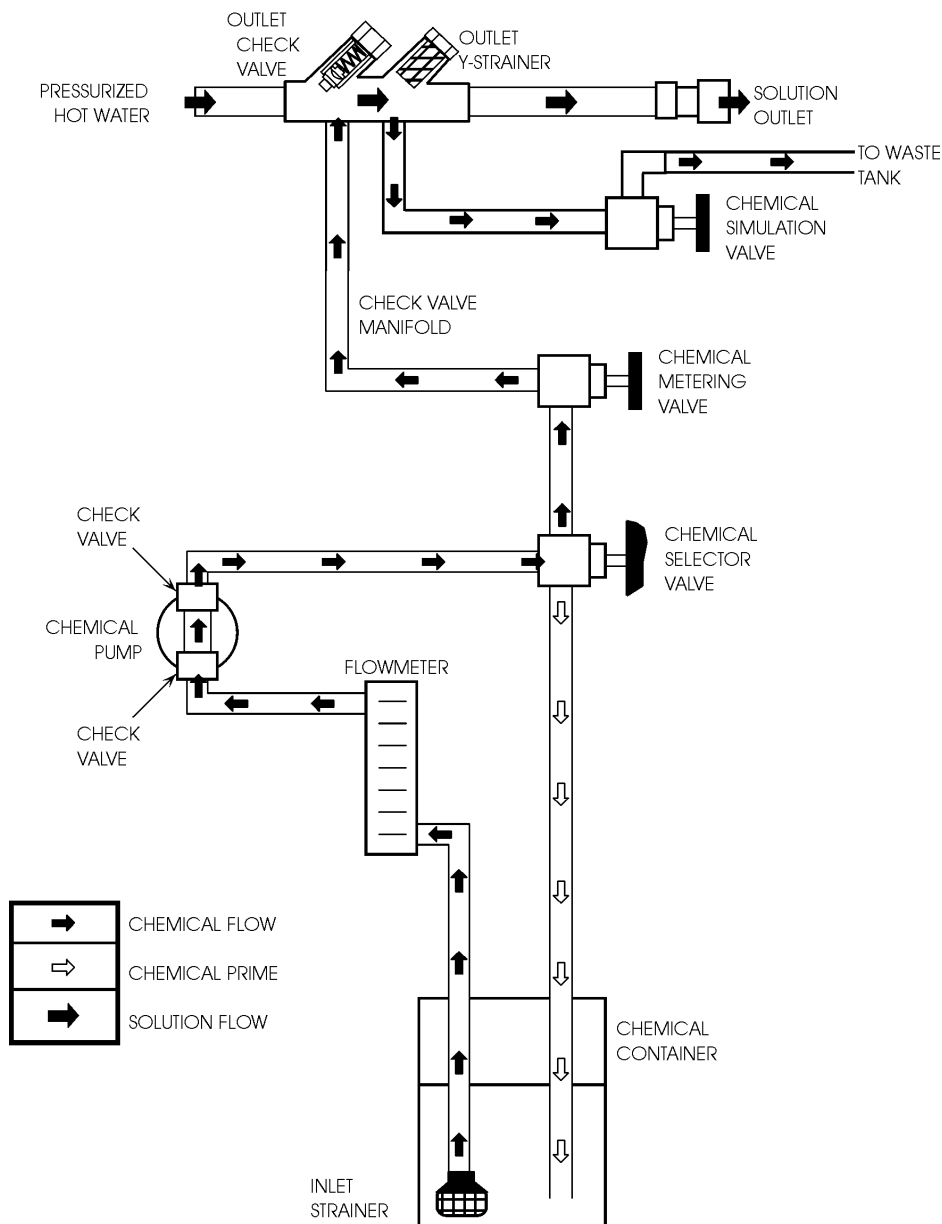 OUTLET
CHECK
VALVE
OUTLET
Y-STRAINER
PRESSURIZED
HOT WATER
SOLUTION
OUTLET
TO WASTE
TANK
CHEMICAL
SIMULATION
VALVE
CHECK VALVE
MANIFOLD
CHEMICAL
METERING
VALVE
CHECK
VALVE
CHEMICAL
SELECTOR
VALVE
CHEMICAL
PUMP
FLOWMETER
CHECK
VALVE
CHEMICAL FLOW
CHEMICAL PRIME
SOLUTION FLOW
CHEMICAL
CONTAINER
INLET
STRAINER